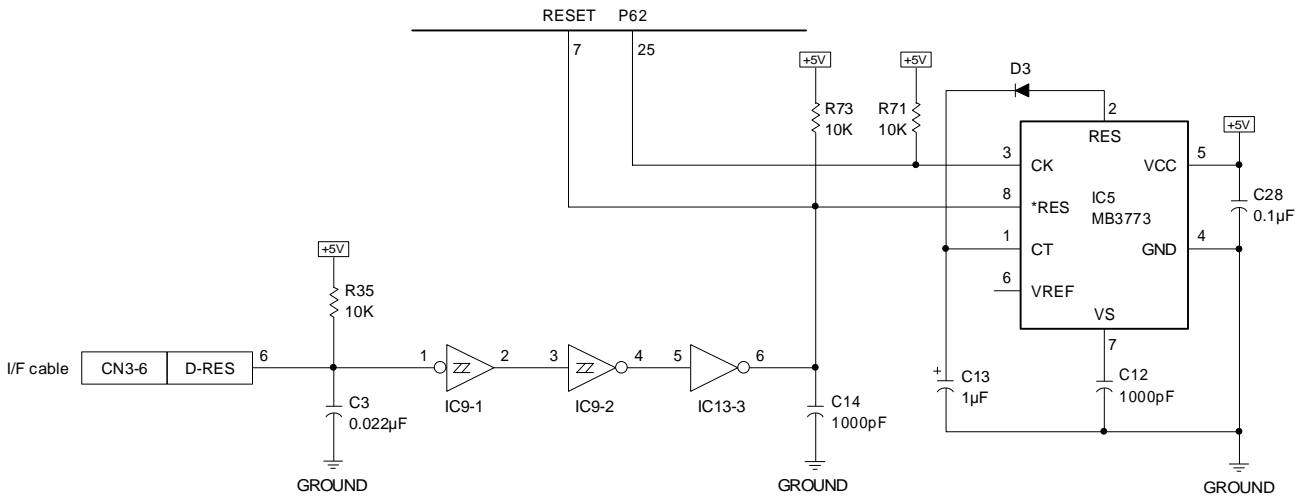 RESET P62
7 25
+5V +5V
D3
R73
10K
R71
10K
2
RES
+5V
3 CK VCC 5
IC5
MB3773
8 *RES
C28
0.1µF
1 CT GND 4
6 VREF
VS
7
+5V
R35
10K
I/F cable CN3-6 D-RES 6
1 2 3 4 5 6
IC9-1 IC9-2 IC13-3
C3
0.022µF
C14
1000pF
+ C13
1µF
C12
1000pF
GROUND GROUND GROUND